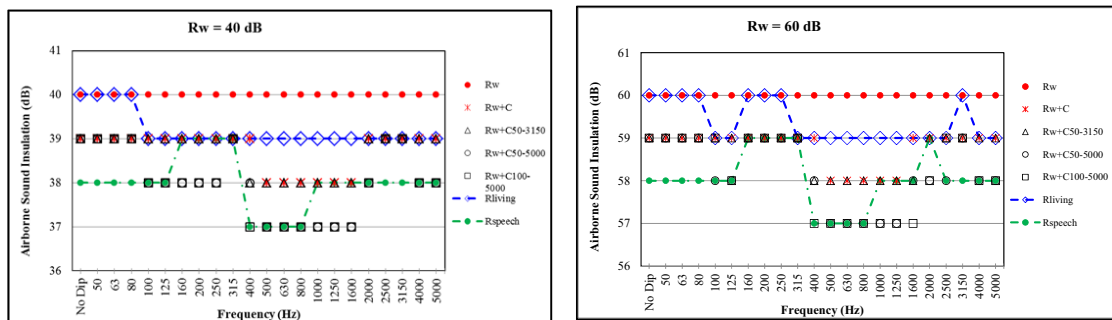 Rw = 40 dB
Airborne Sound Insulation (dB)
41
40
39
38
37
36
No Dip
50
63
80
100
125
160
200
250
315
400
500
630
800
1000
1250
1600
2000
2500
3150
4000
5000
Frequency (Hz)
Rw
Rw+C
Rw+C50-3150
Rw+C50-5000
Rw+C100-
5000
Rliving
Rspeech
Rw = 60 dB
Airborne Sound Insulation (dB)
61
60
59
58
57
56
No Dip
50
63
80
100
125
160
200
250
315
400
500
630
800
1000
1250
1600
2000
2500
3150
4000
5000
Frequency (Hz)
Rw
Rw+C
Rw+C50-3150
Rw+C50-5000
Rw+C100-5000
Rliving
Rspeech